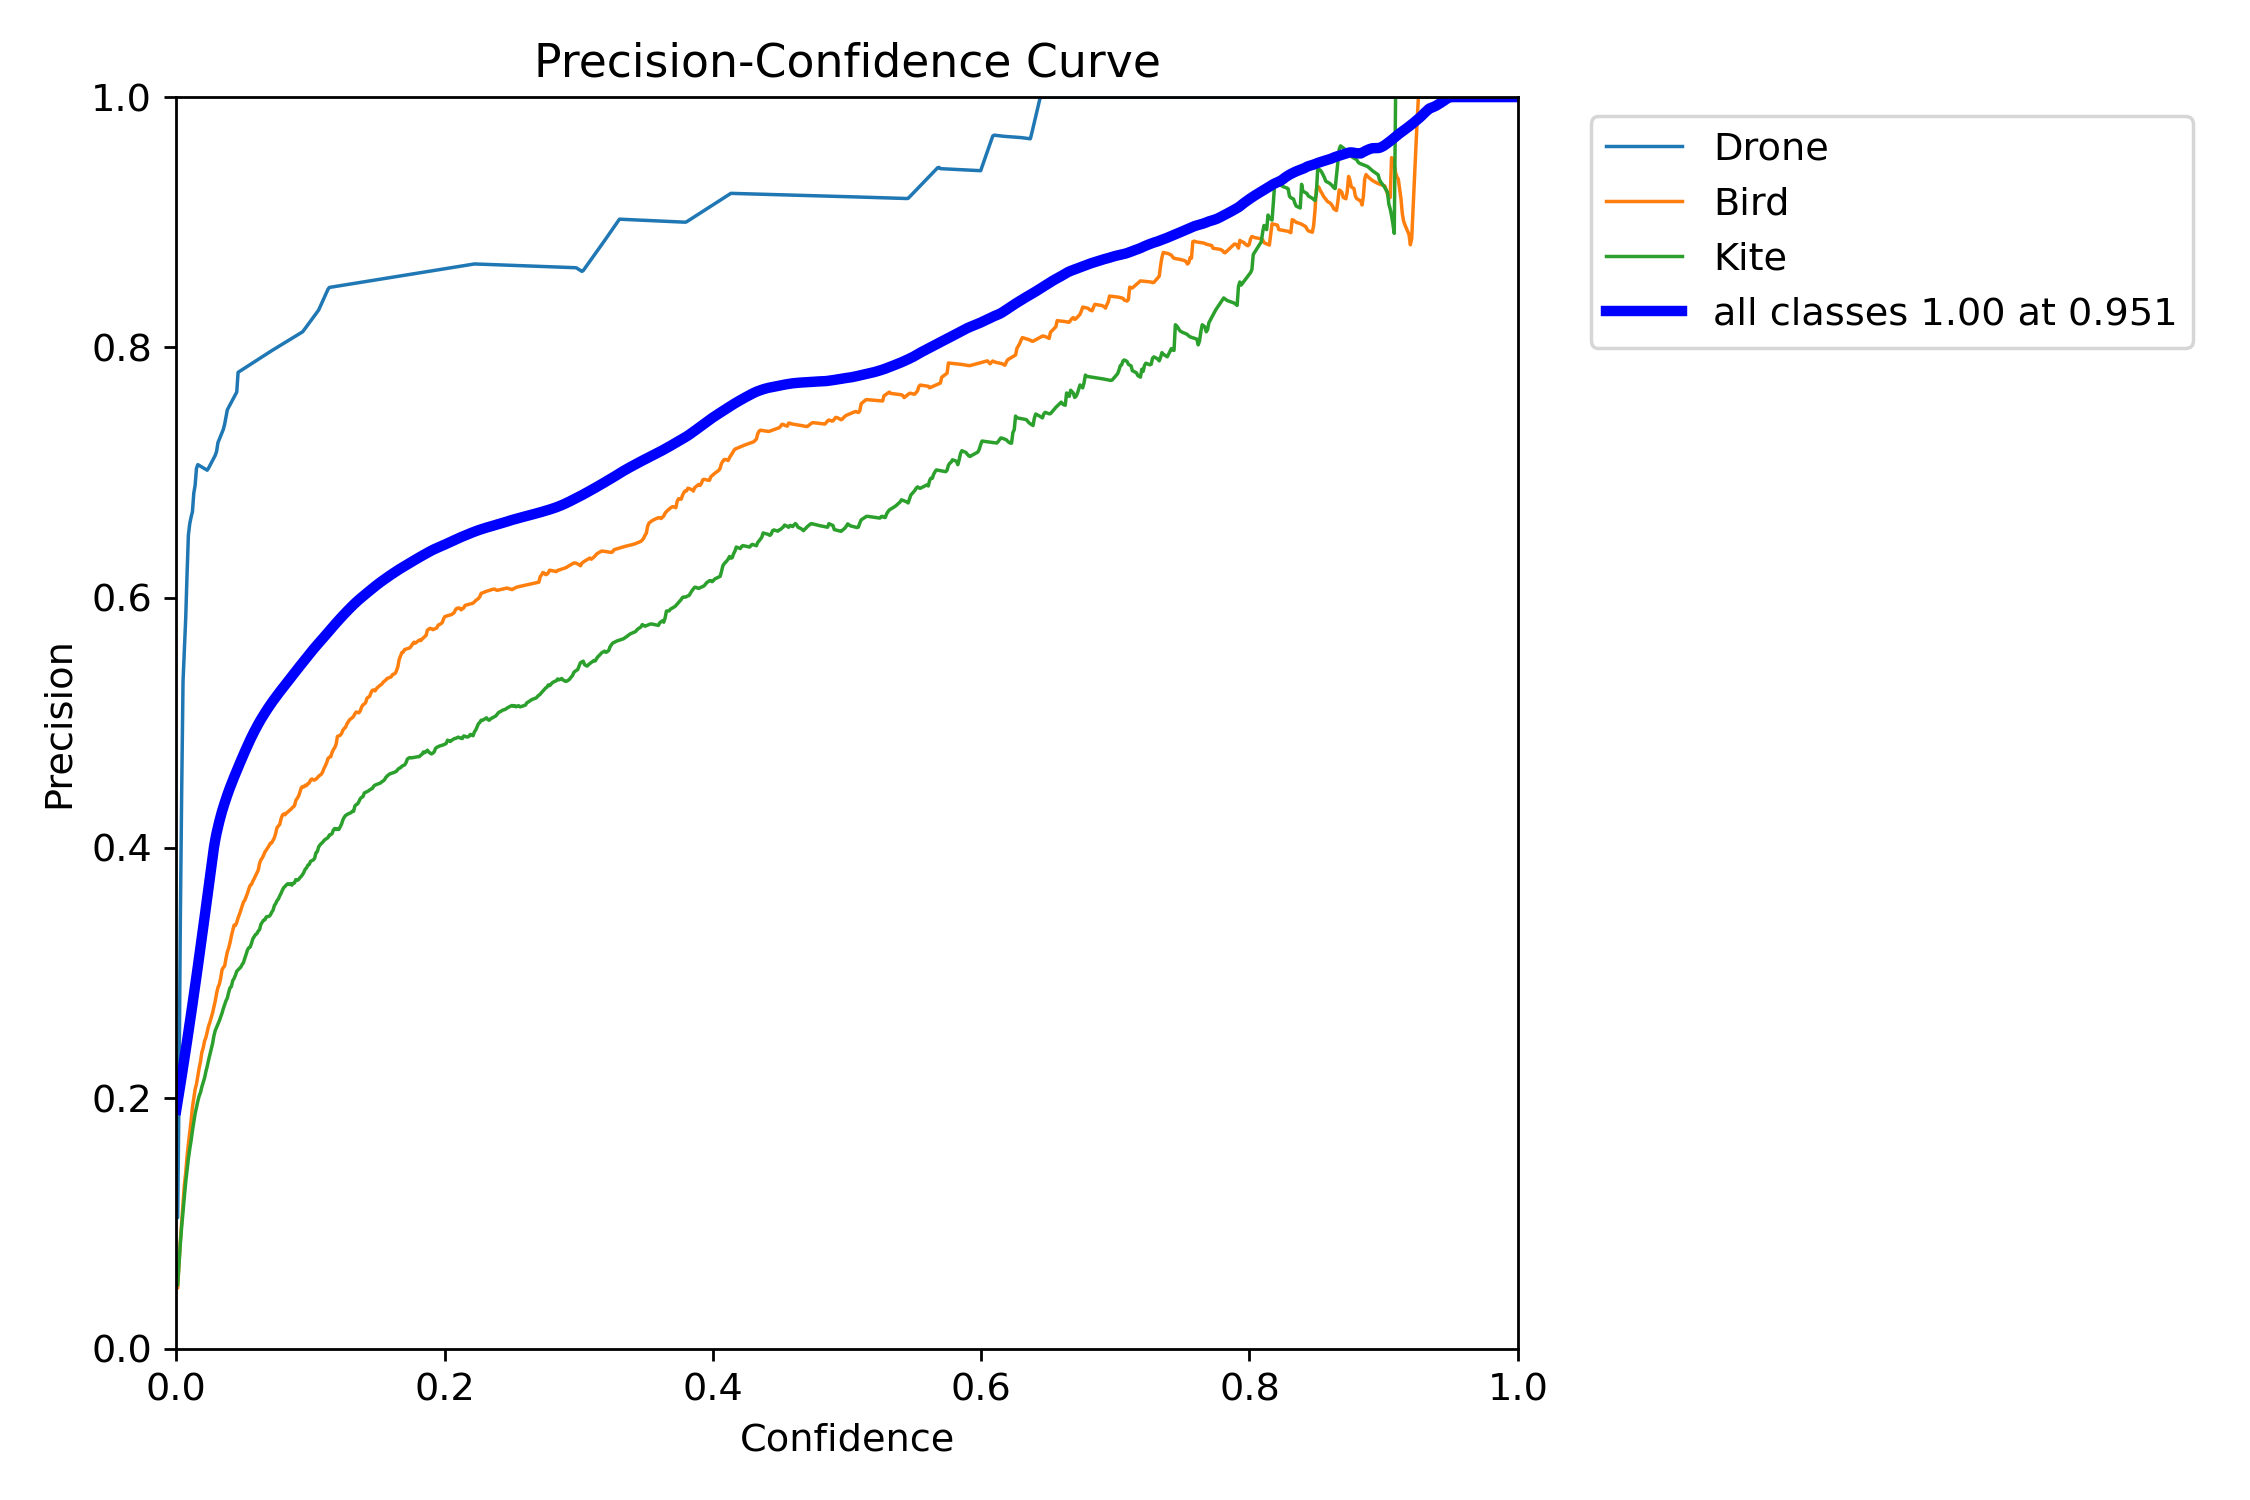 Precision-Confidence Curve
1.0
0.8
0.6
0.4
0.2
0.0
Precision
0.0 0.2 0.4 0.6 0.8 1.0
Confidence
Drone
Bird
Kite
all classes 1.00 at 0.951